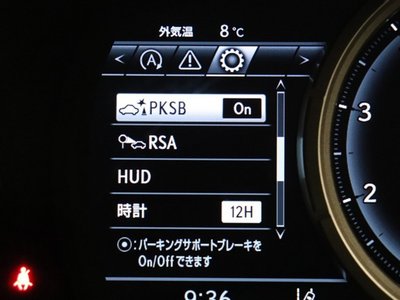 外気温 8℃
< A >
PKSB On
RSA
HUD
時計 12H
⦿:パーキングサポートブレーキを
On/Offできます
9:36
3
2